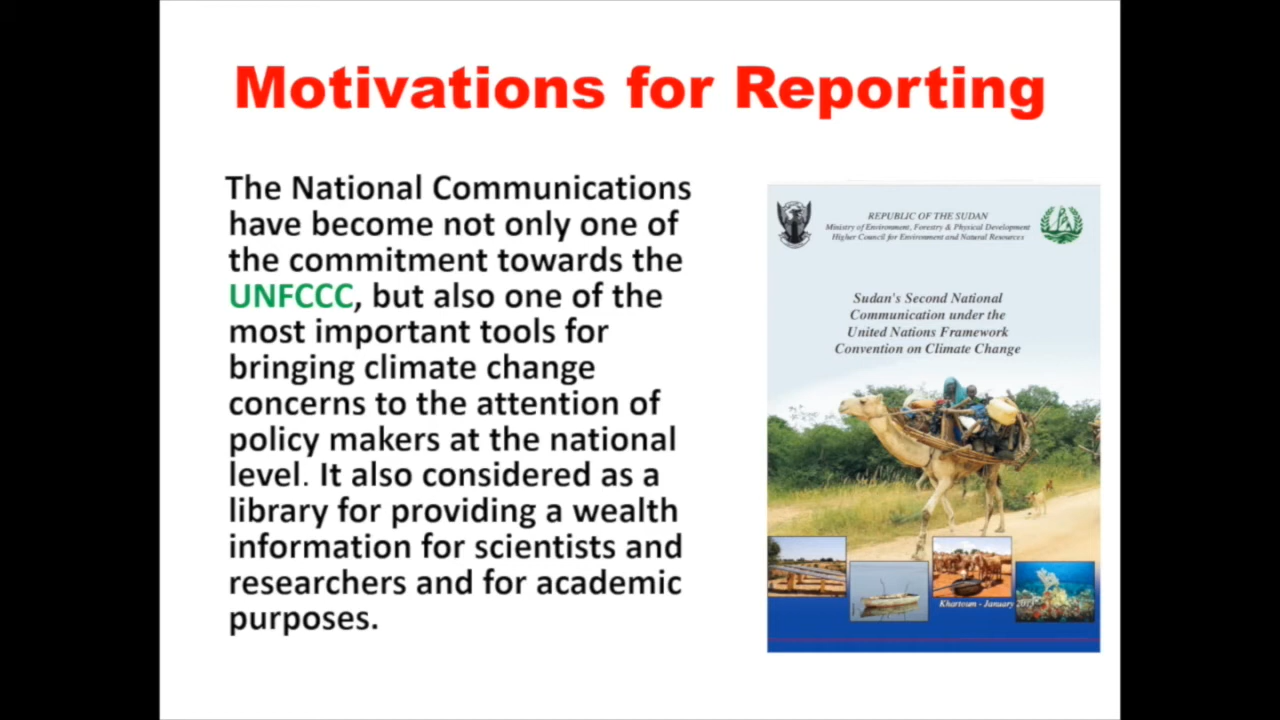 Motivations for Reporting
The National Communications
have become not only one of
the commitment towards the
UNFCCC, but also one of the
most important tools for
bringing climate change
concerns to the attention of
policy makers at the national
level. It also considered as a
library for providing a wealth
information for scientists and
researchers and for academic
purposes.
REPUBLIC OF THE SUDAN
Ministry of Environment, Forestry & Physical Development
Higher Council for Environment and Natural Resources
Sudan's Second National
Communication under the
United Nations Framework
Convention on Climate Change
Khartoum - January